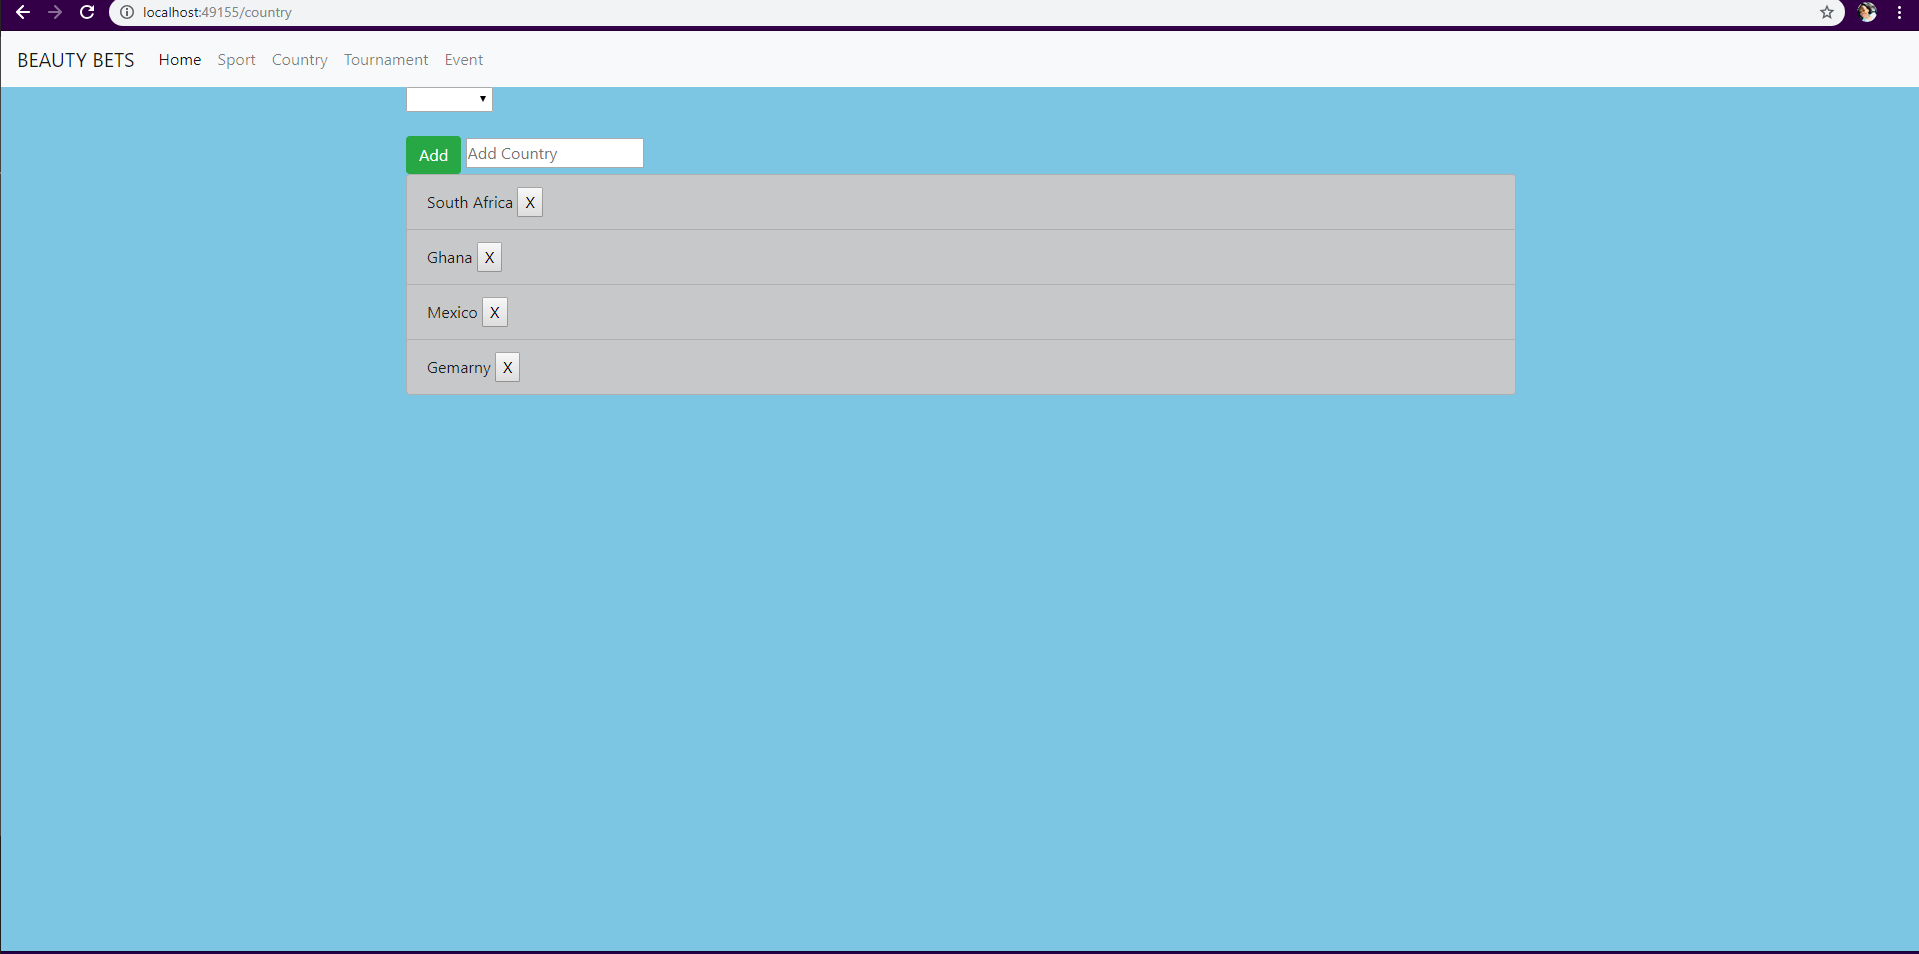 localhost:49155/country
BEAUTY BETS Home Sport Country Tournament Event
Add Add Country
South Africa X
Ghana X
Mexico X
Gemarny X